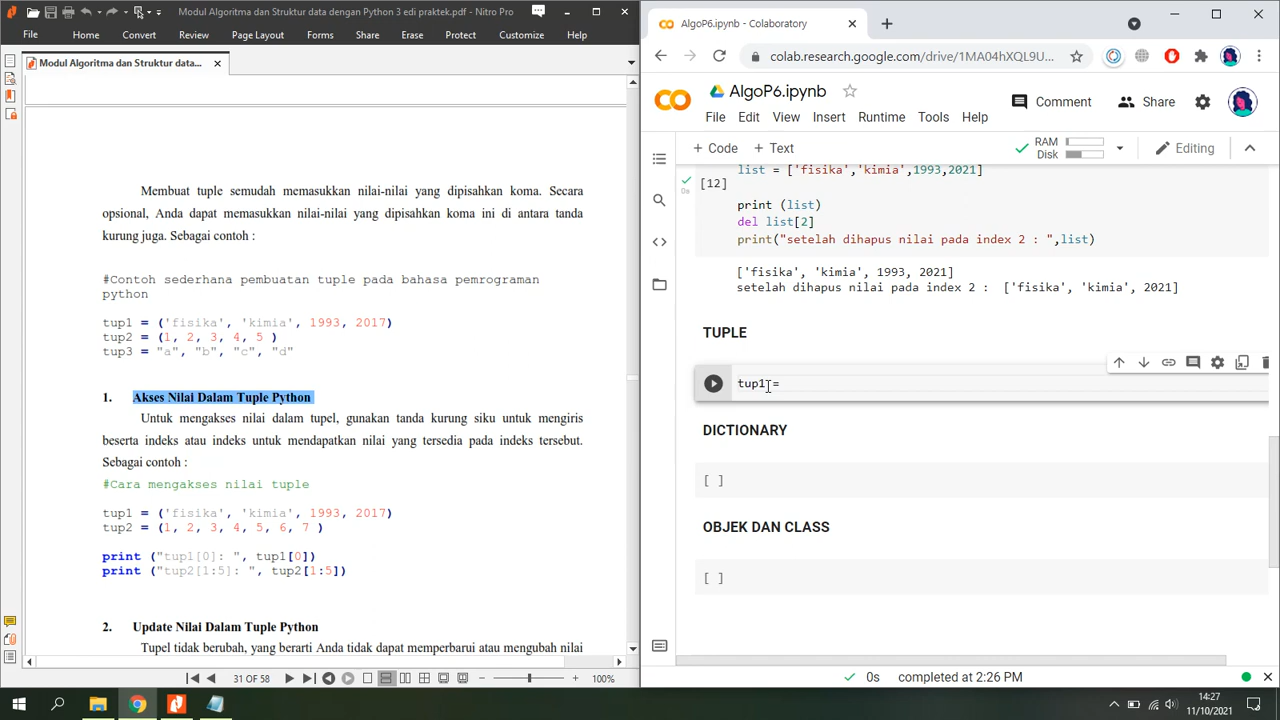 Modul Algoritma dan Struktur data dengan Python 3 edi praktek.pdf - Nitro Pro
File
Home
Convert
Review
Page Layout
Forms
Share
Erase
Protect
Customize
Help
Modul Algoritma dan Struktur data...
Membuat tuple semudah memasukkan nilai-nilai yang dipisahkan koma. Secara
opsional, Anda dapat memasukkan nilai-nilai yang dipisahkan koma ini di antara tanda
kurung juga. Sebagai contoh :
#Contoh sederhana pembuatan tuple pada bahasa pemrograman
python
tup1 = ('fisika', 'kimia', 1993, 2017)
tup2 = (1, 2, 3, 4, 5 )
tup3 = "a", "b", "c", "d"
1. Akses Nilai Dalam Tuple Python
Untuk mengakses nilai dalam tupel, gunakan tanda kurung siku untuk mengiris
beserta indeks atau indeks untuk mendapatkan nilai yang tersedia pada indeks tersebut.
Sebagai contoh :
#Cara mengakses nilai tuple
tup1 = ('fisika', 'kimia', 1993, 2017)
tup2 = (1, 2, 3, 4, 5, 6, 7 )
print ("tup1[0]: ", tup1[0])
print ("tup2[1:5]: ", tup2[1:5])
2. Update Nilai Dalam Tuple Python
Tupel tidak berubah, yang berarti Anda tidak dapat memperbarui atau mengubah nilai
31 OF 58
100%
AlgoP6.ipynb - Colaboratory
colab.research.google.com/drive/1MA04hXQL9U...
AlgoP6.ipynb
Comment
Share
File
Edit
View
Insert
Runtime
Tools
Help
+ Code
+ Text
RAM
Disk
Editing
list = ['fisika','kimia',1993,2021]
[12]
0s
print (list)
del list[2]
print("setelah dihapus nilai pada index 2 : ",list)
['fisika', 'kimia', 1993, 2021]
setelah dihapus nilai pada index 2 :  ['fisika', 'kimia', 2021]
TUPLE
tup1 =
DICTIONARY
[ ]
OBJEK DAN CLASS
[ ]
0s
completed at 2:26 PM
14:27
11/10/2021